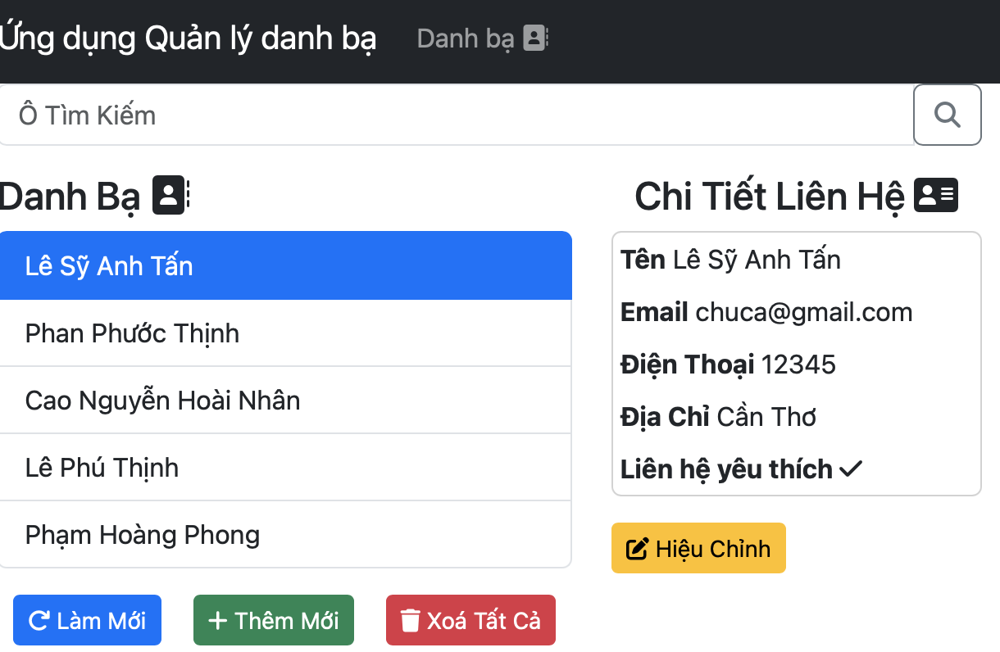 Ứng dụng Quản lý danh bạ Danh bạ
Ô Tìm Kiếm
Danh Bạ
Lê Sỹ Anh Tấn
Phan Phước Thịnh
Cao Nguyễn Hoài Nhân
Lê Phú Thịnh
Phạm Hoàng Phong
Làm Mới Thêm Mới Xoá Tất Cả
Chi Tiết Liên Hệ
Tên Lê Sỹ Anh Tấn
Email chuca@gmail.com
Điện Thoại 12345
Địa Chỉ Cần Thơ
Liên hệ yêu thích
Hiệu Chỉnh